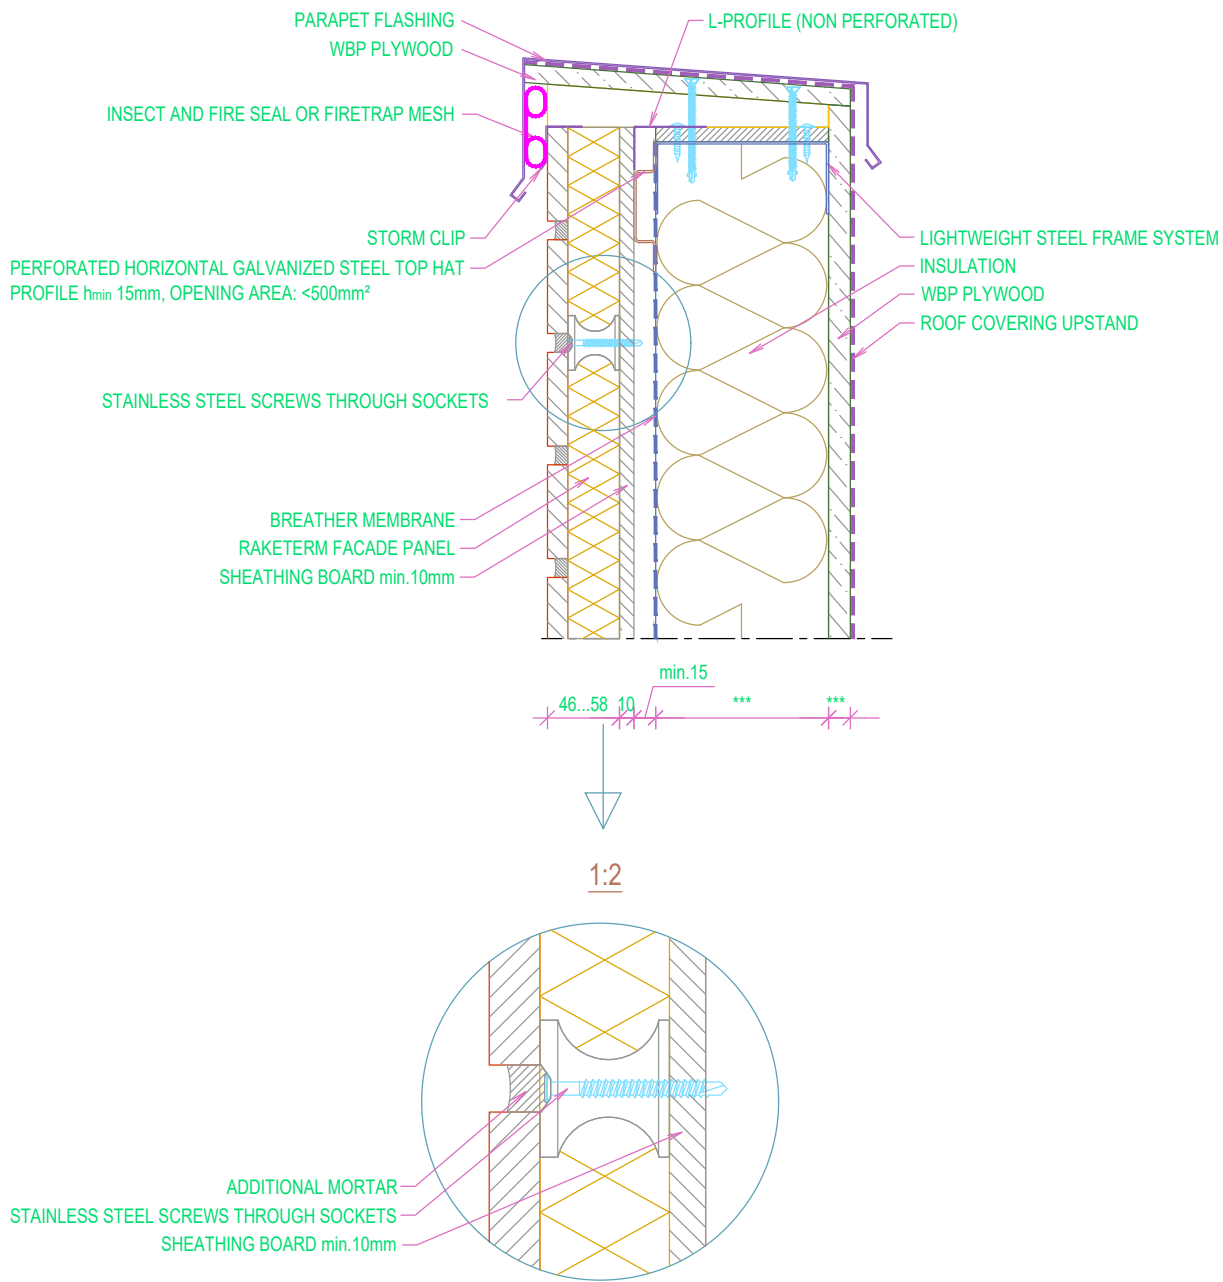 PARAPET FLASHING
L-PROFILE (NON PERFORATED)
WBP PLYWOOD
INSECT AND FIRE SEAL OR FIRETRAP MESH
STORM CLIP
PERFORATED HORIZONTAL GALVANIZED STEEL TOP HAT
PROFILE hmin 15mm, OPENING AREA: <500mm²
LIGHTWEIGHT STEEL FRAME SYSTEM
INSULATION
WBP PLYWOOD
ROOF COVERING UPSTAND
STAINLESS STEEL SCREWS THROUGH SOCKETS
BREATHER MEMBRANE
RAKETERM FACADE PANEL
SHEATHING BOARD min.10mm
min.15
46...58 10 *** ***
1:2
ADDITIONAL MORTAR
STAINLESS STEEL SCREWS THROUGH SOCKETS
SHEATHING BOARD min.10mm